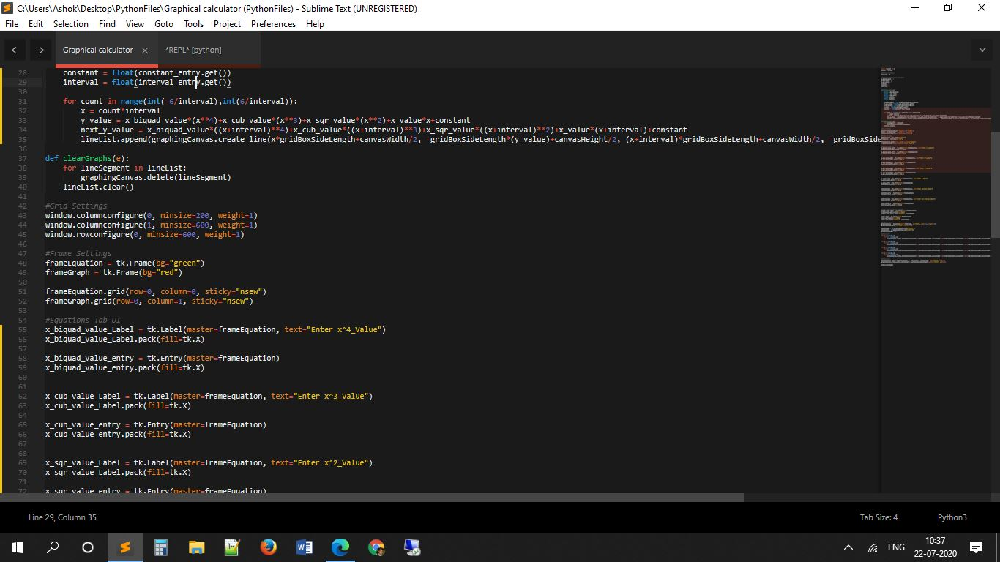 C:\Users\Ashok\Desktop\PythonFiles\Graphical calculator (PythonFiles) - Sublime Text (UNREGISTERED)
File Edit Selection Find View Goto Tools Project Preferences Help
Graphical calculator *REPL* [python]
28 constant = float(constant_entry.get())
29 interval = float(interval_entry.get())
30
31 for count in range(int(-6/interval),int(6/interval)):
32 x = count*interval
33 y_value = x_biquad_value*(x**4)+x_cub_value*(x**3)+x_sqr_value*(x**2)+x_value*x+constant
34 next_y_value = x_biquad_value*((x+interval)**4)+x_cub_value*((x+interval)**3)+x_sqr_value*((x+interval)**2)+x_value*(x+interval)+constant
35 lineList.append(graphingCanvas.create_line(x*gridBoxSideLength+canvasWidth/2, -gridBoxSideLength*(y_value)+canvasHeight/2, (x+interval)*gridBoxSideLength+canvasWidth/2, -gridBoxSide
36
37 def clearGraphs(e):
38 for lineSegment in lineList:
39 graphingCanvas.delete(lineSegment)
40 lineList.clear()
41
42 #Grid Settings
43 window.columnconfigure(0, minsize=200, weight=1)
44 window.columnconfigure(1, minsize=600, weight=1)
45 window.rowconfigure(0, minsize=600, weight=1)
46
47 #Frame Settings
48 frameEquation = tk.Frame(bg="green")
49 frameGraph = tk.Frame(bg="red")
50
51 frameEquation.grid(row=0, column=0, sticky="nsew")
52 frameGraph.grid(row=0, column=1, sticky="nsew")
53
54 #Equations Tab UI
55 x_biquad_value_Label = tk.Label(master=frameEquation, text="Enter x^4_Value")
56 x_biquad_value_Label.pack(fill=tk.X)
57
58 x_biquad_value_entry = tk.Entry(master=frameEquation)
59 x_biquad_value_entry.pack(fill=tk.X)
60
61
62 x_cub_value_Label = tk.Label(master=frameEquation, text="Enter x^3_Value")
63 x_cub_value_Label.pack(fill=tk.X)
64
65 x_cub_value_entry = tk.Entry(master=frameEquation)
66 x_cub_value_entry.pack(fill=tk.X)
67
68
69 x_sqr_value_Label = tk.Label(master=frameEquation, text="Enter x^2_Value")
70 x_sqr_value_Label.pack(fill=tk.X)
71
72 x_sqr_value_entry = tk.Entry(master=frameEquation)
Line 29, Column 35 Tab Size: 4 Python3
ENG
10:37
22-07-2020